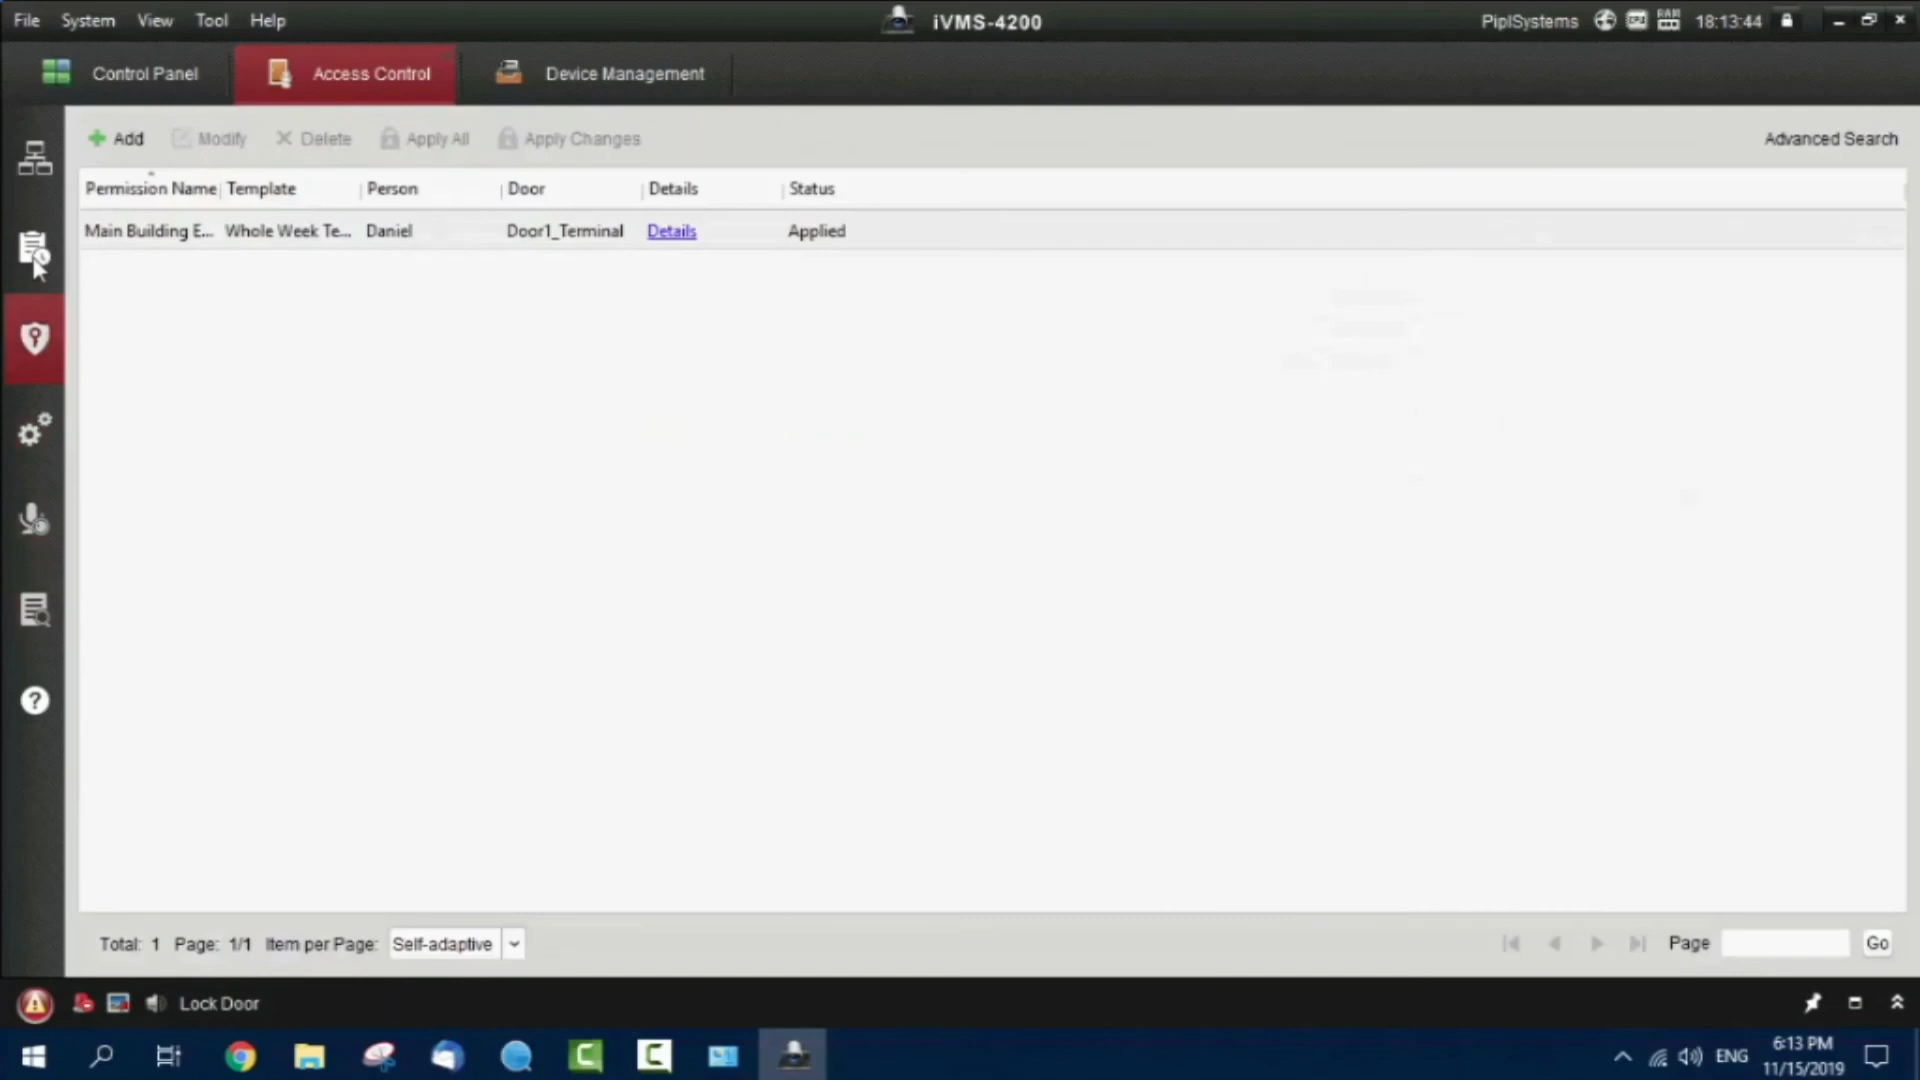 File System View Tool Help
iVMS-4200
PiplSystems
RAM
18:13:44
Control Panel
Access Control
Device Management
Add
Modify
Delete
Apply All
Apply Changes
Advanced Search
Permission Name Template Person Door Details Status
Main Building E... Whole Week Te... Daniel Door1_Terminal Details Applied
?
Total: 1 Page: 1/1 Item per Page: Self-adaptive
Page
Go
Lock Door
ENG
6:13 PM
11/15/2019